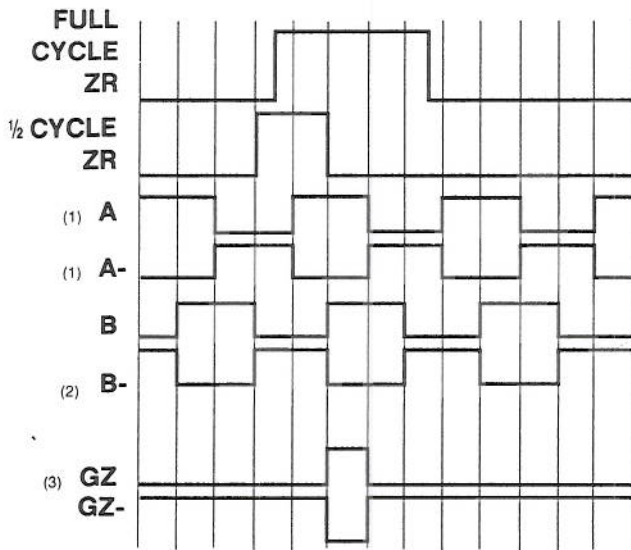 FULL
CYCLE
ZR
½ CYCLE
ZR
(1) A
(1) A-
B
(2) B-
(3) GZ
GZ-